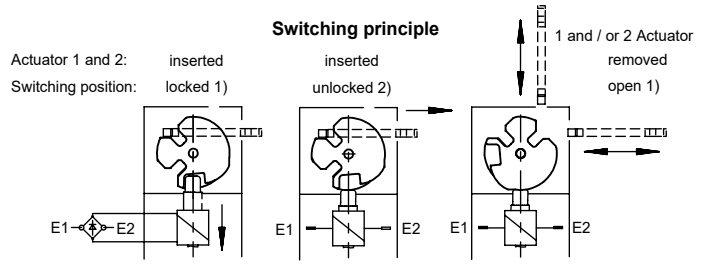 Switching principle
Actuator 1 and 2: inserted inserted 1 and / or 2 Actuator removed
Switching position: locked 1) unlocked 2) open 1)
E1 E2 E1 E2 E1 E2